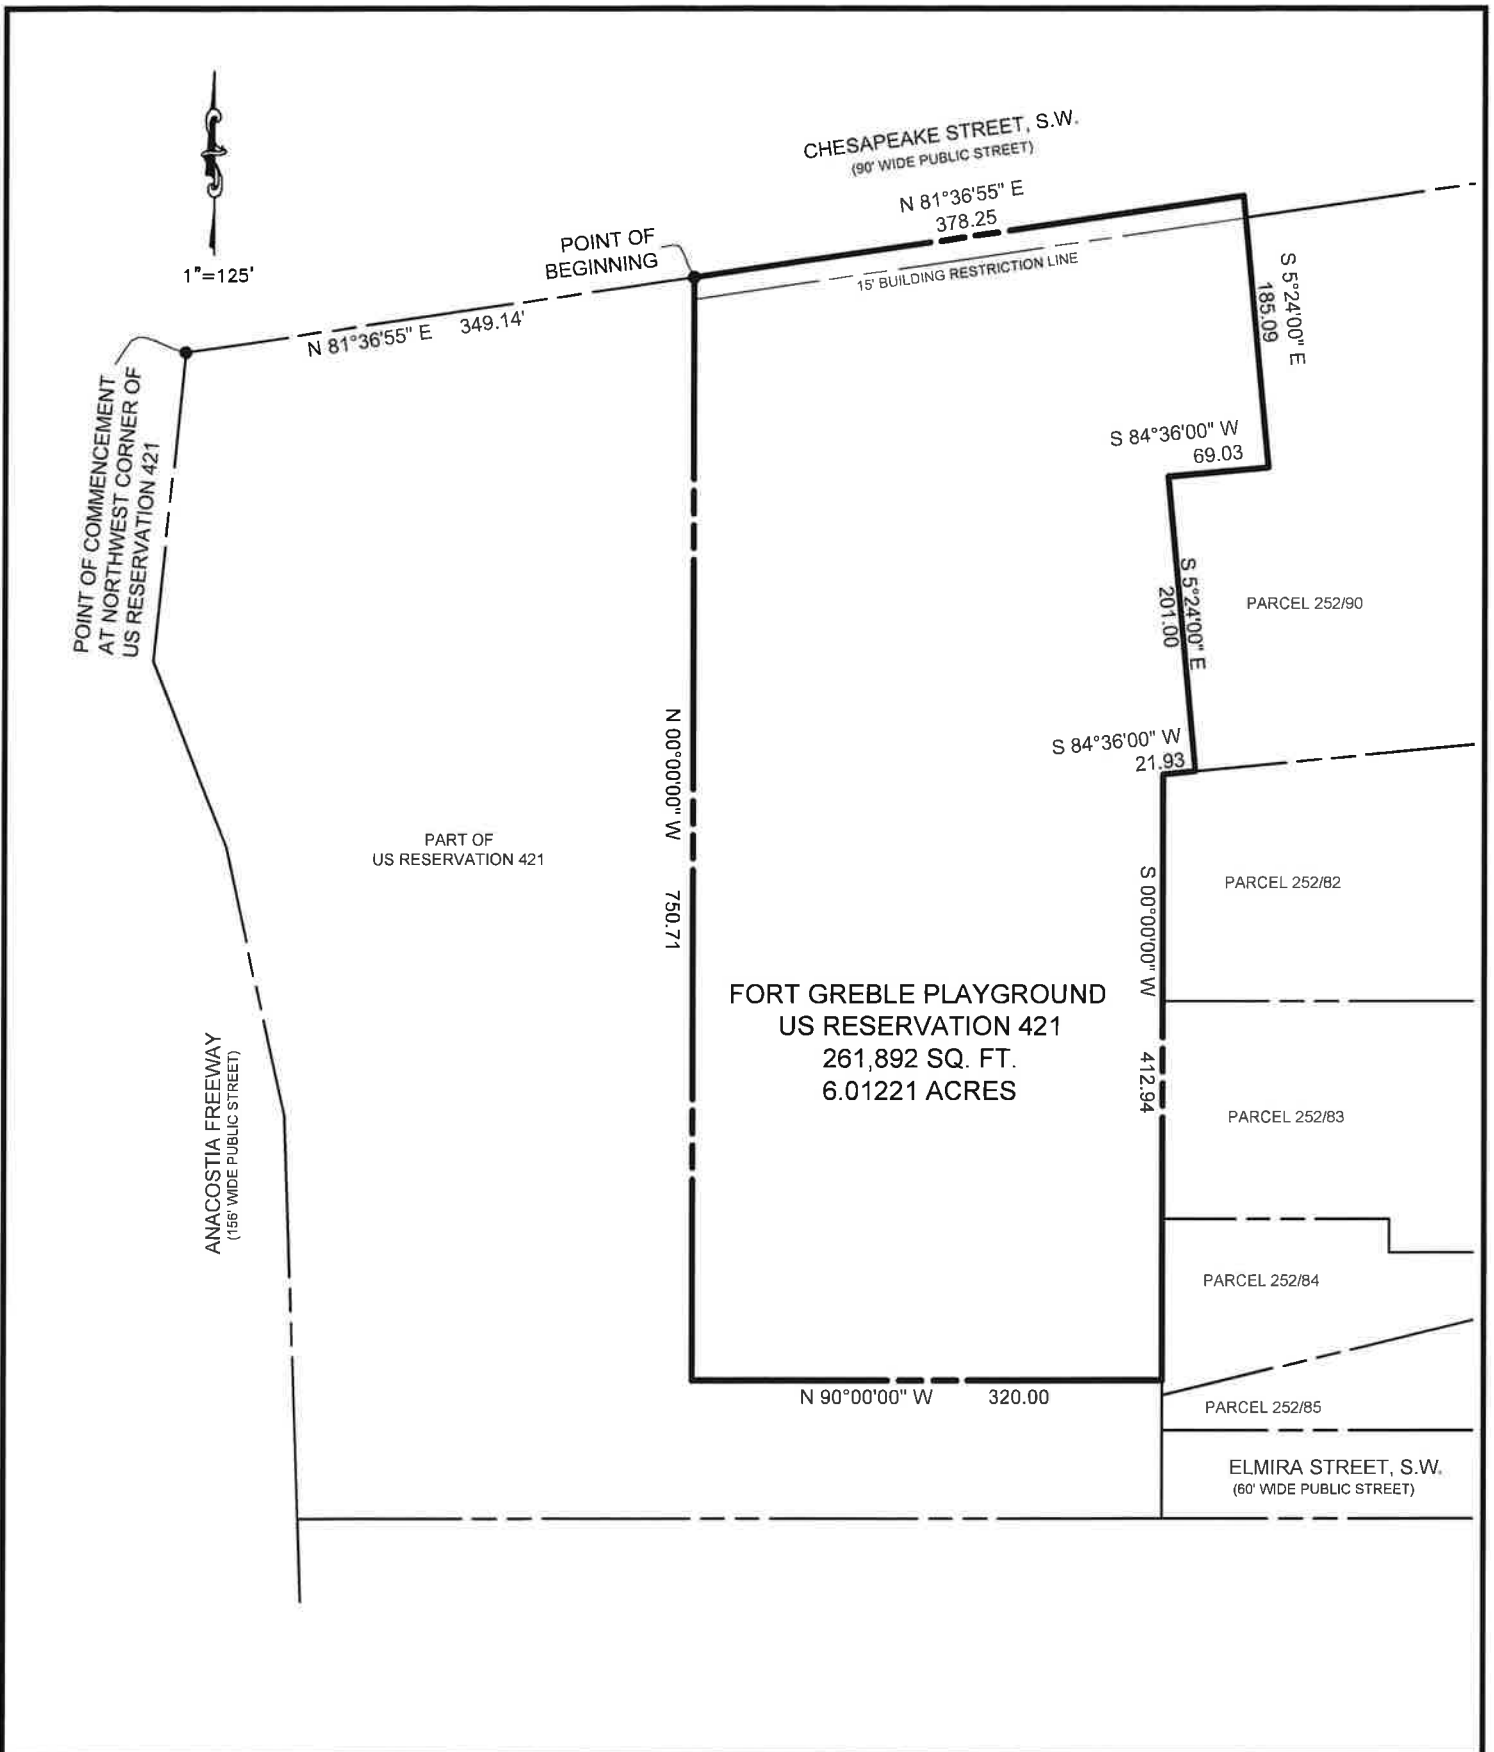 1"=125'
CHESAPEAKE STREET, S.W.
(90' WIDE PUBLIC STREET)
N 81°36'55" E
378.25
POINT OF
BEGINNING
15' BUILDING RESTRICTION LINE
N 81°36'55" E 349.14'
S 5°24'00" E
185.09
POINT OF COMMENCEMENT
AT NORTHWEST CORNER OF
US RESERVATION 421
S 84°36'00" W
69.03
S 5°24'00" E
201.00
PARCEL 252/90
S 84°36'00" W
21.93
N 00°00'00" W 750.71
PART OF
US RESERVATION 421
PARCEL 252/82
S 00°00'00" W 412.94
FORT GREBLE PLAYGROUND
US RESERVATION 421
261,892 SQ. FT.
6.01221 ACRES
ANACOSTIA FREEWAY
(156' WIDE PUBLIC STREET)
PARCEL 252/83
PARCEL 252/84
N 90°00'00" W 320.00
PARCEL 252/85
ELMIRA STREET, S.W.
(60' WIDE PUBLIC STREET)